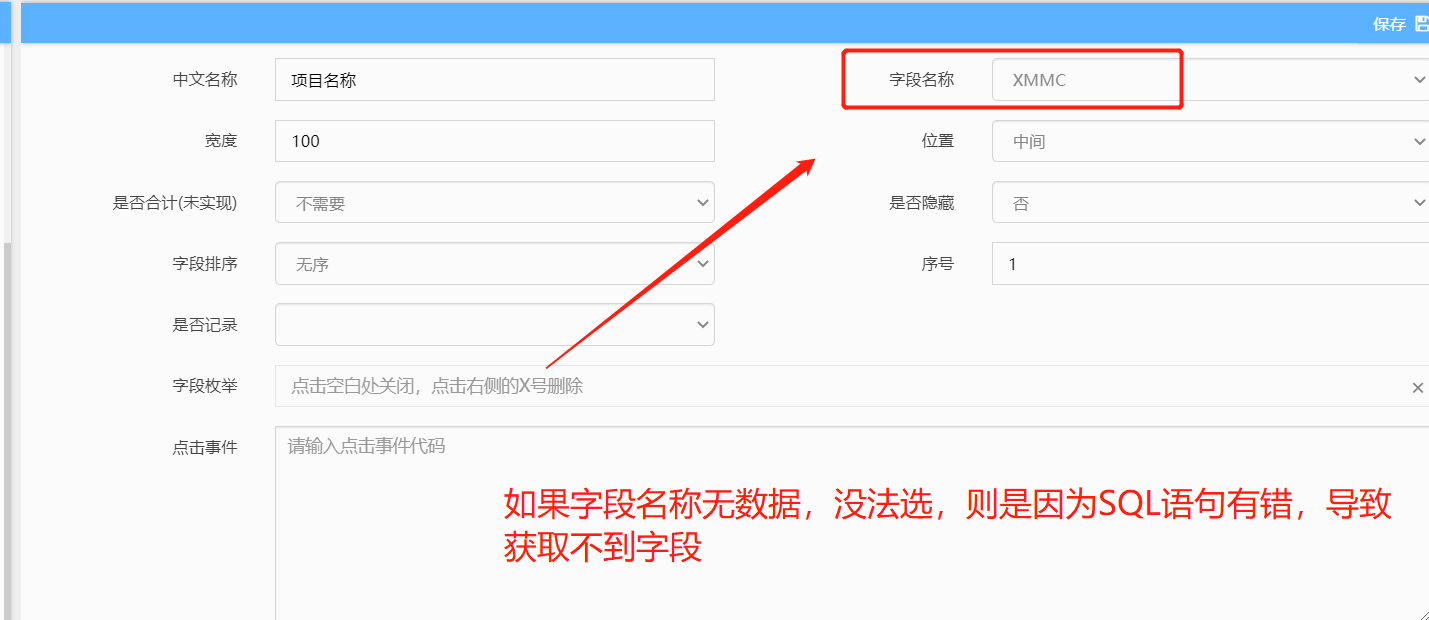 保存
中文名称 项目名称 字段名称 XMMC
宽度 100 位置 中间
是否合计(未实现) 不需要 是否隐藏 否
字段排序 无序 序号 1
是否记录
字段枚举 点击空白处关闭，点击右侧的X号删除
点击事件 请输入点击事件代码
如果字段名称无数据，没法选，则是因为SQL语句有错，导致
获取不到字段